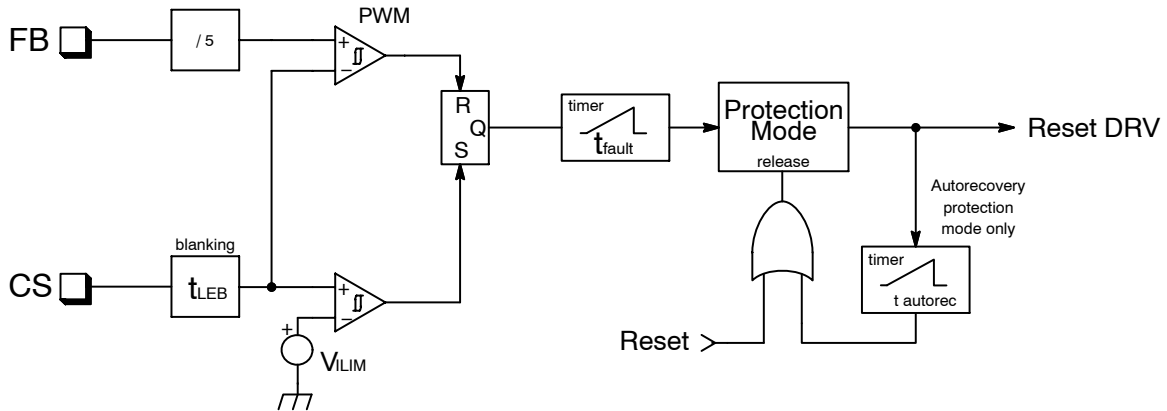 PWM
FB
/ 5
+
−
R
Q
S
timer
tfault
Protection
Mode
release
Reset DRV
Autorecovery
protection
mode only
blanking
CS
tLEB
+
−
+
VILIM
timer
t autorec
Reset